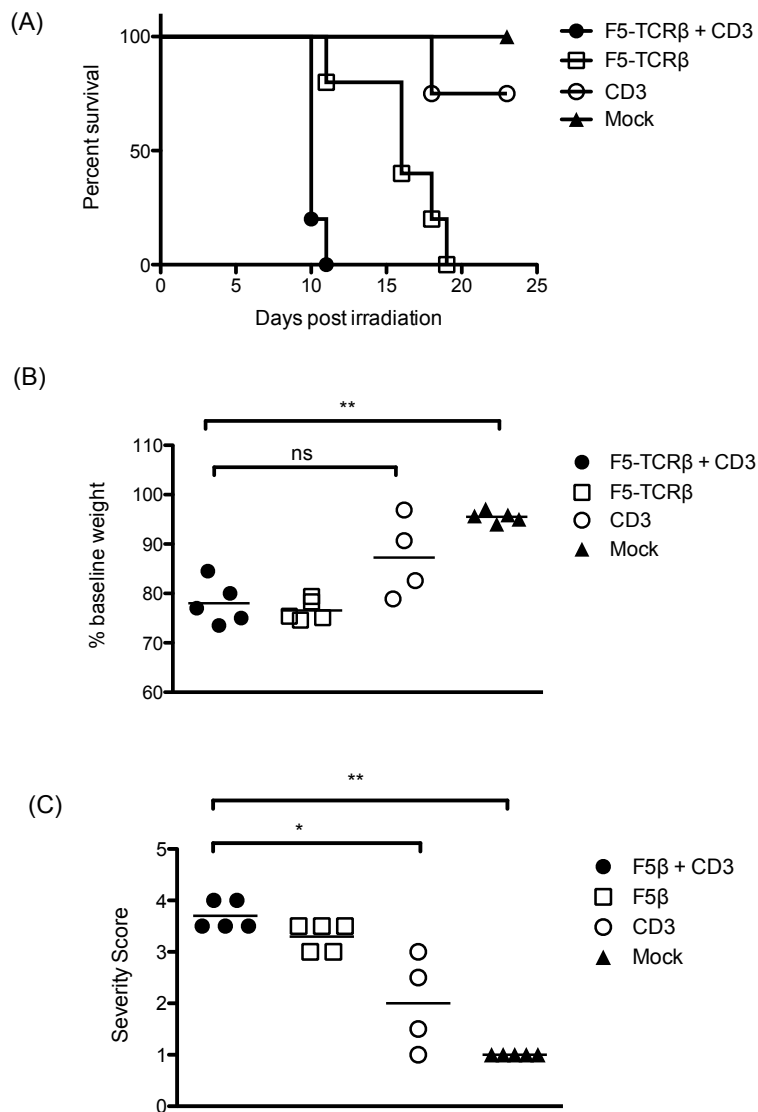 (A)
100
50
0
Percent survival
0 5 10 15 20 25
Days post irradiation
F5-TCRβ + CD3
F5-TCRβ
CD3
Mock
(B)
**
ns
110
100
90
80
70
60
% baseline weight
F5-TCRβ + CD3
F5-TCRβ
CD3
Mock
(C)
**
*
5
4
3
2
1
0
Severity Score
F5β + CD3
F5β
CD3
Mock